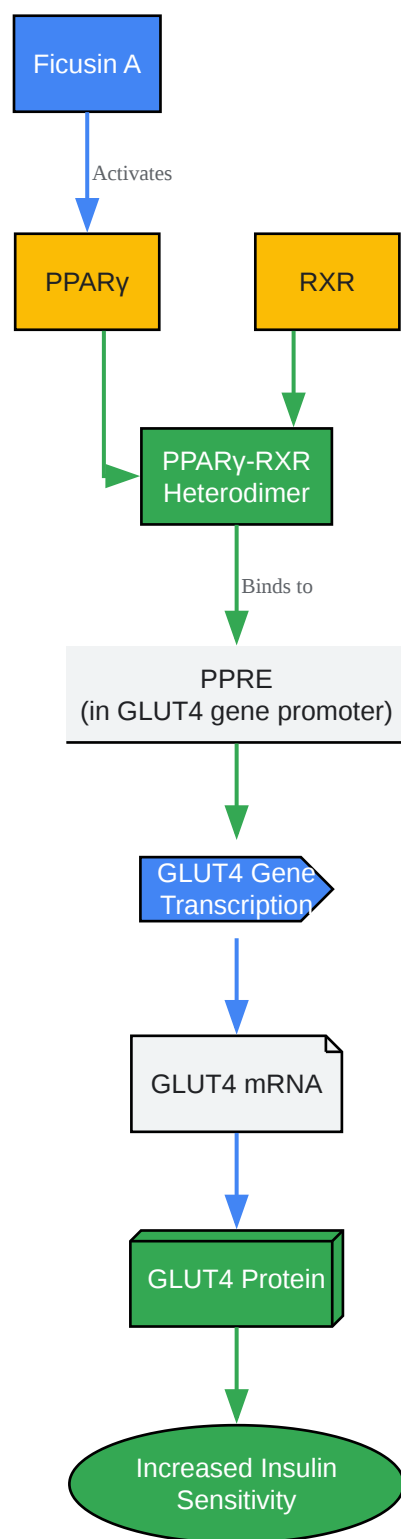 Ficusin A
Activates
PPARγ
RXR
PPARγ-RXR
Heterodimer
Binds to
PPRE
(in GLUT4 gene promoter)
GLUT4 Gene
Transcription
GLUT4 mRNA
GLUT4 Protein
Increased Insulin
Sensitivity